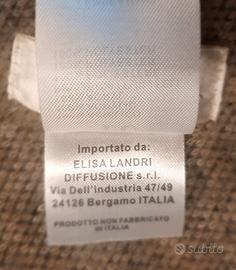 Importato da:
ELISA LANDRI
DIFFUSIONE s.r.l.
Via Dell'Industria 47/49
24126 Bergamo ITALIA
PRODOTTO NON FABBRICATO
IN ITALIA
subito